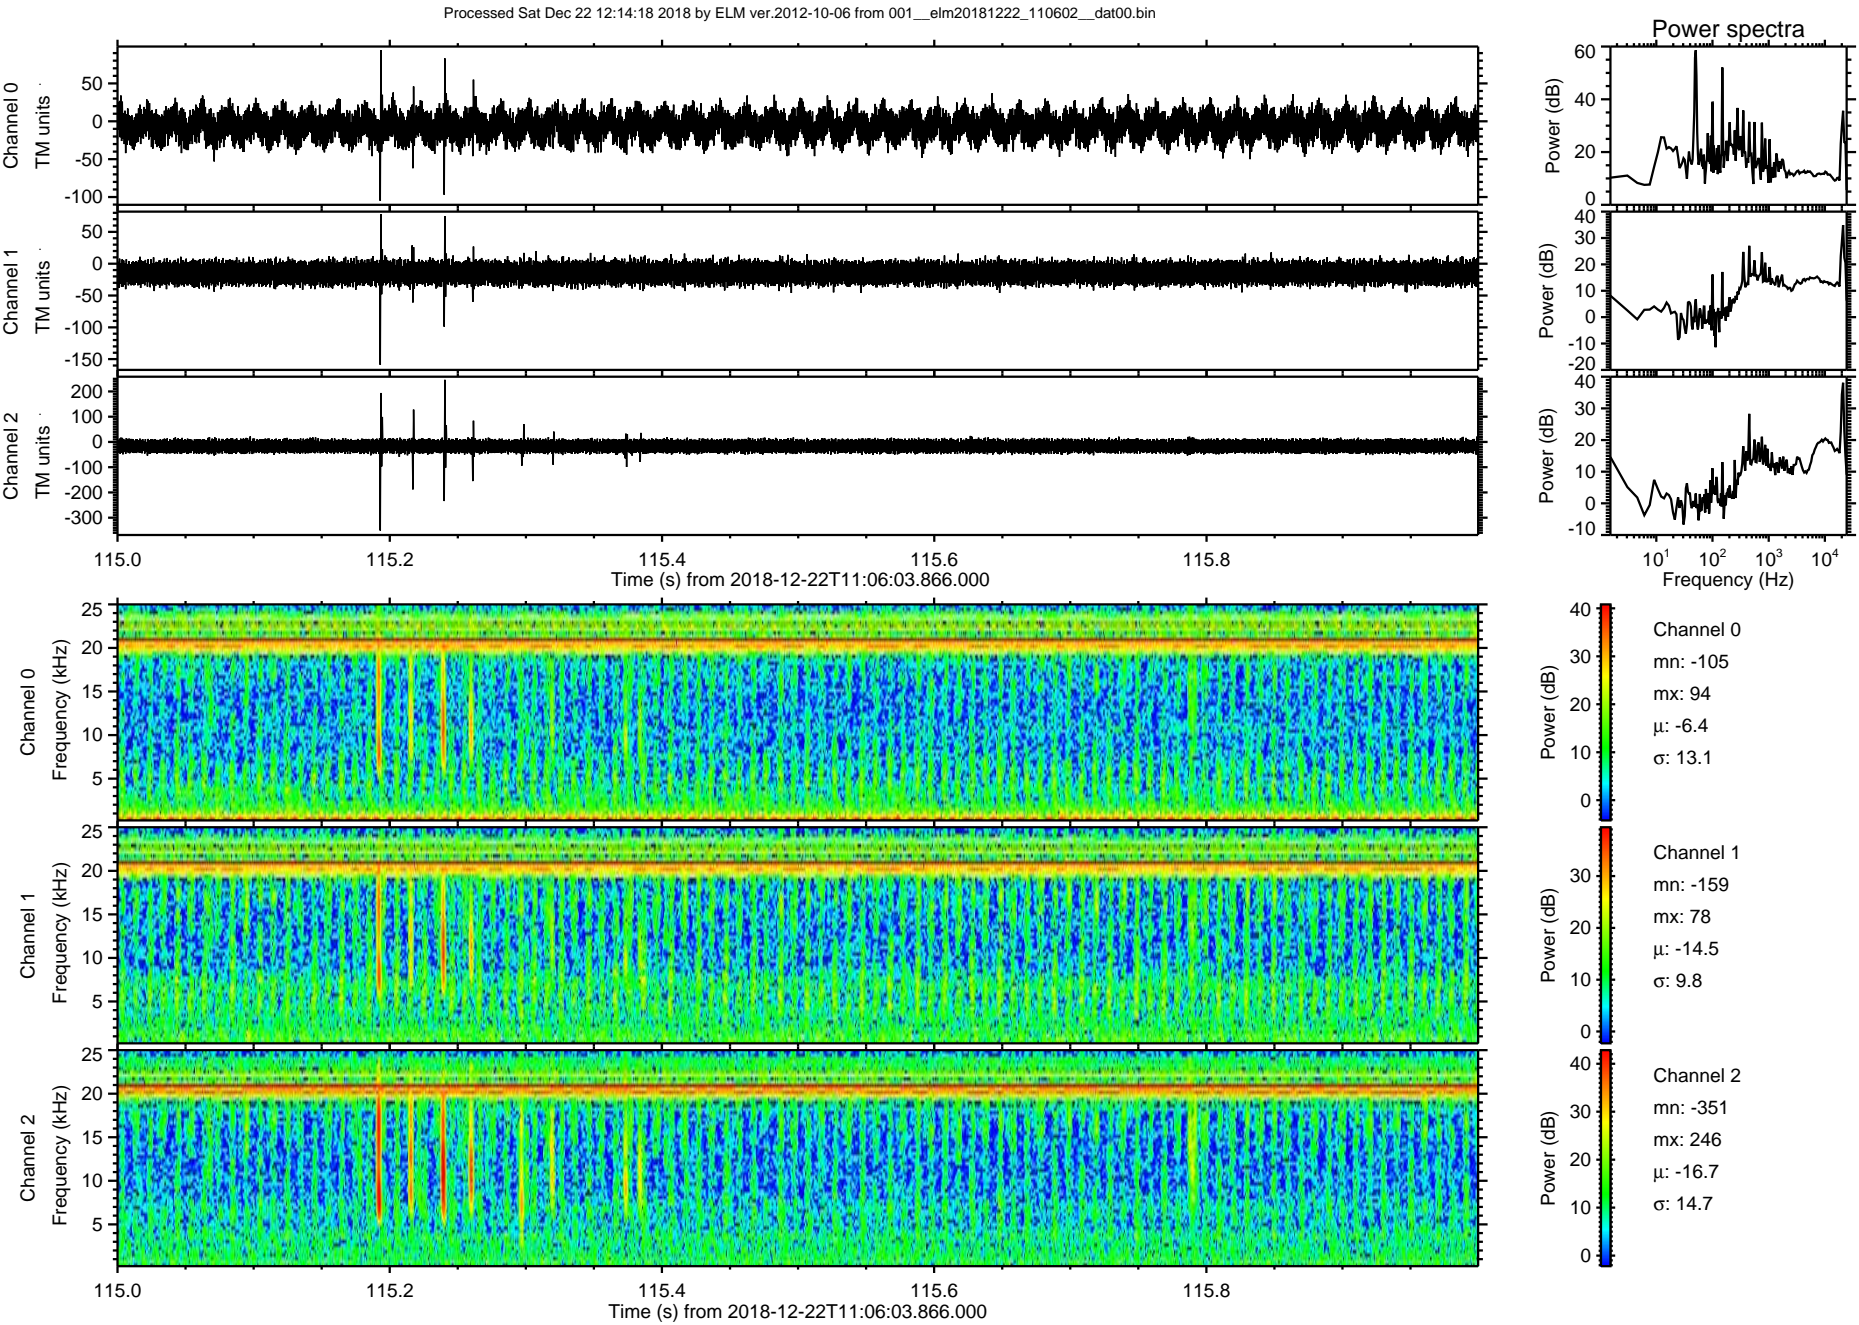 Processed Sat Dec 22 12:14:18 2018 by ELM ver.2012-10-06 from 001__elm20181222_110602__dat00.bin
Power spectra
Channel 0
TM units
50
0
-50
-100
Power (dB)
60
40
20
0
Channel 1
TM units
50
0
-50
-100
-150
Power (dB)
40
30
20
10
0
-10
-20
Channel 2
TM units
200
100
0
-100
-200
-300
Power (dB)
40
30
20
10
0
-10
115.0 115.2 115.4 115.6 115.8
Time (s) from 2018-12-22T11:06:03.866.000
10^1 10^2 10^3 10^4
Frequency (Hz)
Channel 0
Frequency (kHz)
25
20
15
10
5
Power (dB)
40
30
20
10
0
Channel 0
mn: -105
mx: 94
μ: -6.4
σ: 13.1
Channel 1
Frequency (kHz)
25
20
15
10
5
Power (dB)
30
20
10
0
Channel 1
mn: -159
mx: 78
μ: -14.5
σ: 9.8
Channel 2
Frequency (kHz)
25
20
15
10
5
Power (dB)
40
30
20
10
0
Channel 2
mn: -351
mx: 246
μ: -16.7
σ: 14.7
115.0 115.2 115.4 115.6 115.8
Time (s) from 2018-12-22T11:06:03.866.000